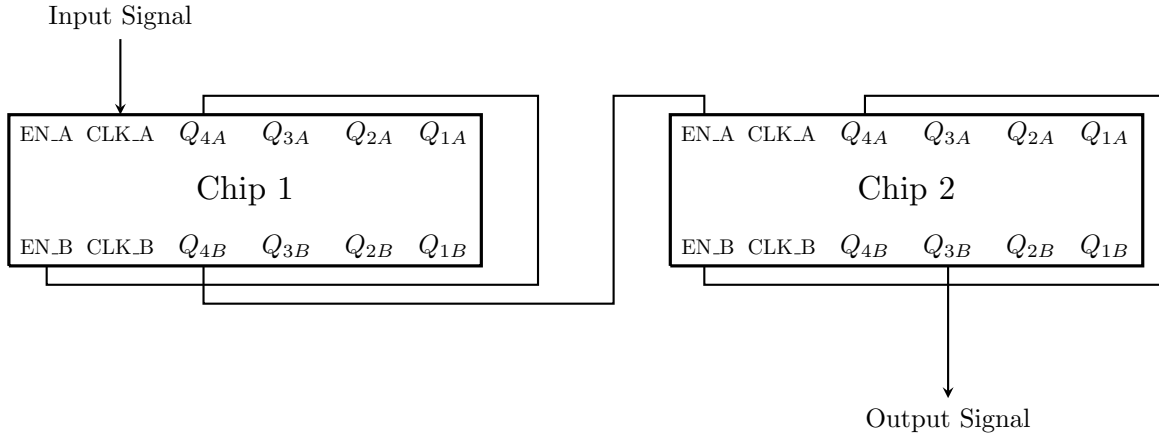 Input Signal
EN_A CLK_A Q4A Q3A Q2A Q1A
Chip 1
EN_B CLK_B Q4B Q3B Q2B Q1B
EN_A CLK_A Q4A Q3A Q2A Q1A
Chip 2
EN_B CLK_B Q4B Q3B Q2B Q1B
Output Signal